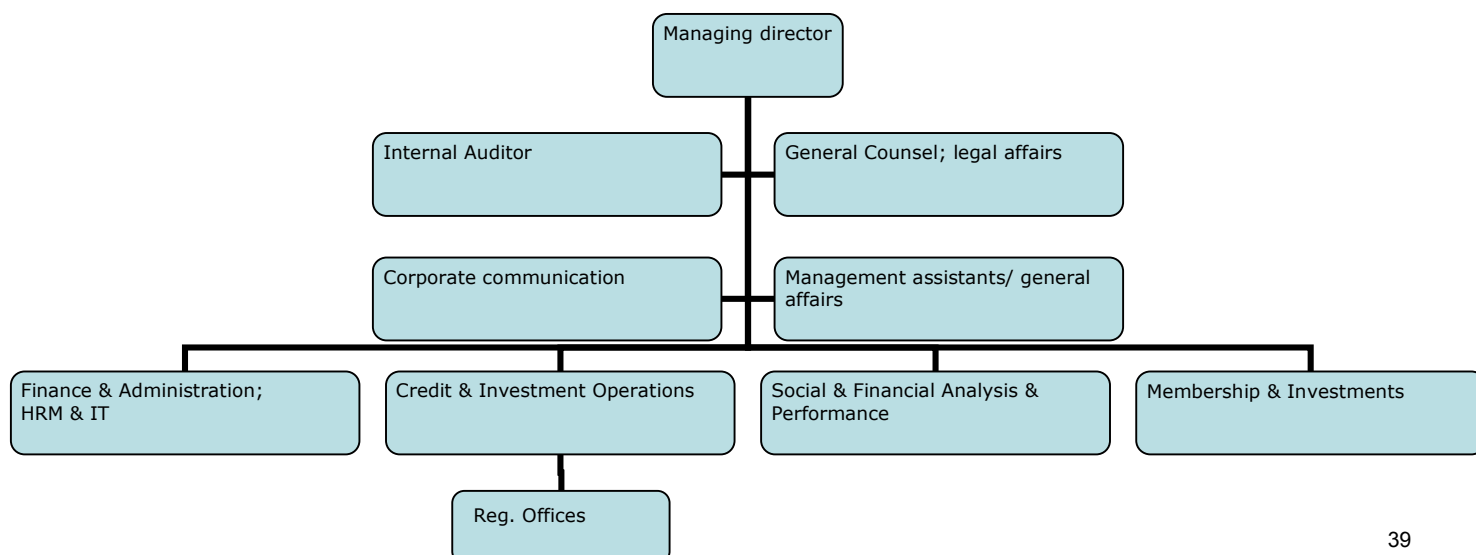 Managing director
Internal Auditor
General Counsel; legal affairs
Corporate communication
Management assistants/ general
affairs
Finance & Administration;
HRM & IT
Credit & Investment Operations
Social & Financial Analysis &
Performance
Membership & Investments
Reg. Offices
39